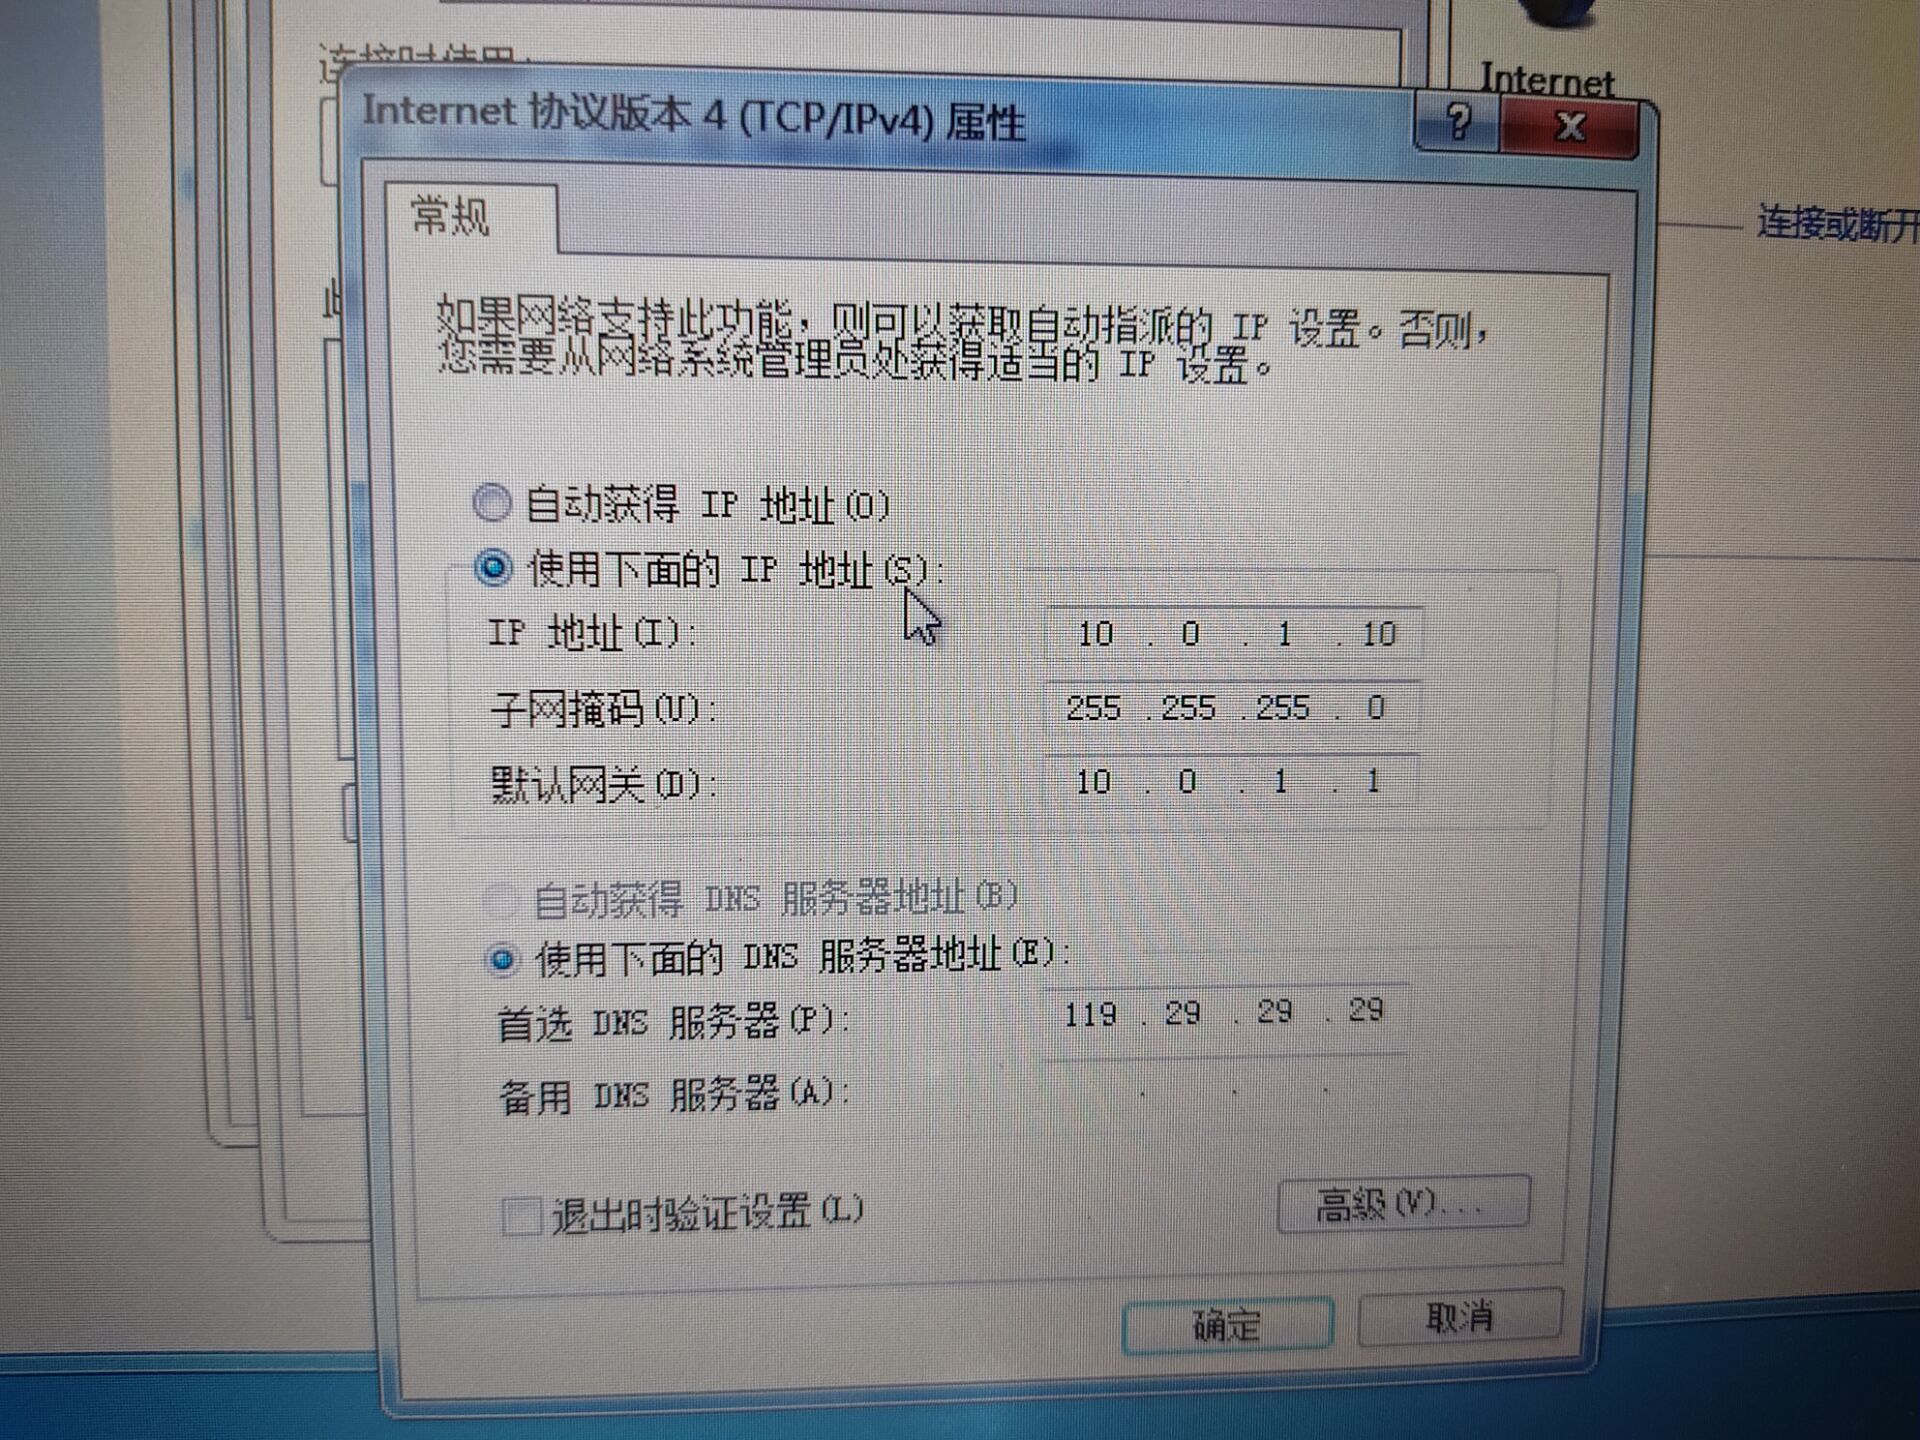 连接时使用:
Internet
Internet 协议版本 4 (TCP/IPv4) 属性
常规
连接或断开
此
如果网络支持此功能，则可以获取自动指派的 IP 设置。否则，
您需要从网络系统管理员处获得适当的 IP 设置。
自动获得 IP 地址(O)
使用下面的 IP 地址(S):
IP 地址(I): 10 . 0 . 1 . 10
子网掩码(U): 255 . 255 . 255 . 0
默认网关(D): 10 . 0 . 1 . 1
自动获得 DNS 服务器地址(B)
使用下面的 DNS 服务器地址(E):
首选 DNS 服务器(P): 119 . 29 . 29 . 29
备用 DNS 服务器(A): . . .
退出时验证设置(L)
高级(V)...
确定
取消